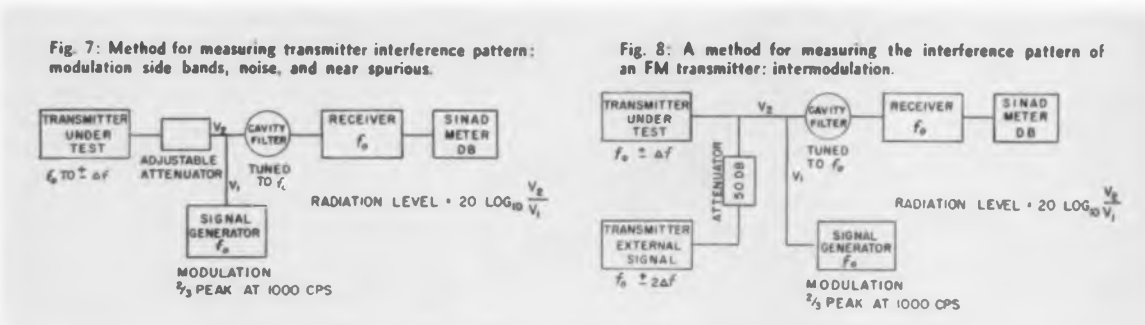 Fig. 7: Method for measuring transmitter interference pattern:
modulation side bands, noise, and near spurious.
TRANSMITTER
UNDER
TEST
f₀ TO ± Δf
ADJUSTABLE
ATTENUATOR
V₂
V₁
CAVITY
FILTER
TUNED
TO f꜀
RECEIVER
f₀
SINAD
METER
DB
RADIATION LEVEL = 20 LOG₁₀ V₂/V₁
SIGNAL
GENERATOR
f₀
MODULATION
2/3 PEAK AT 1000 CPS
Fig. 8: A method for measuring the interference pattern of
an FM transmitter: intermodulation.
TRANSMITTER
UNDER
TEST
f₀ ± Δf
ATTENUATOR
50 DB
TRANSMITTER
EXTERNAL
SIGNAL
f₀ ± 2Δf
V₂
V₁
CAVITY
FILTER
TUNED
TO f₀
RECEIVER
f₀
SINAD
METER
DB
RADIATION LEVEL = 20 LOG₁₀ V₂/V₁
SIGNAL
GENERATOR
f₀
MODULATION
2/3 PEAK AT 1000 CPS